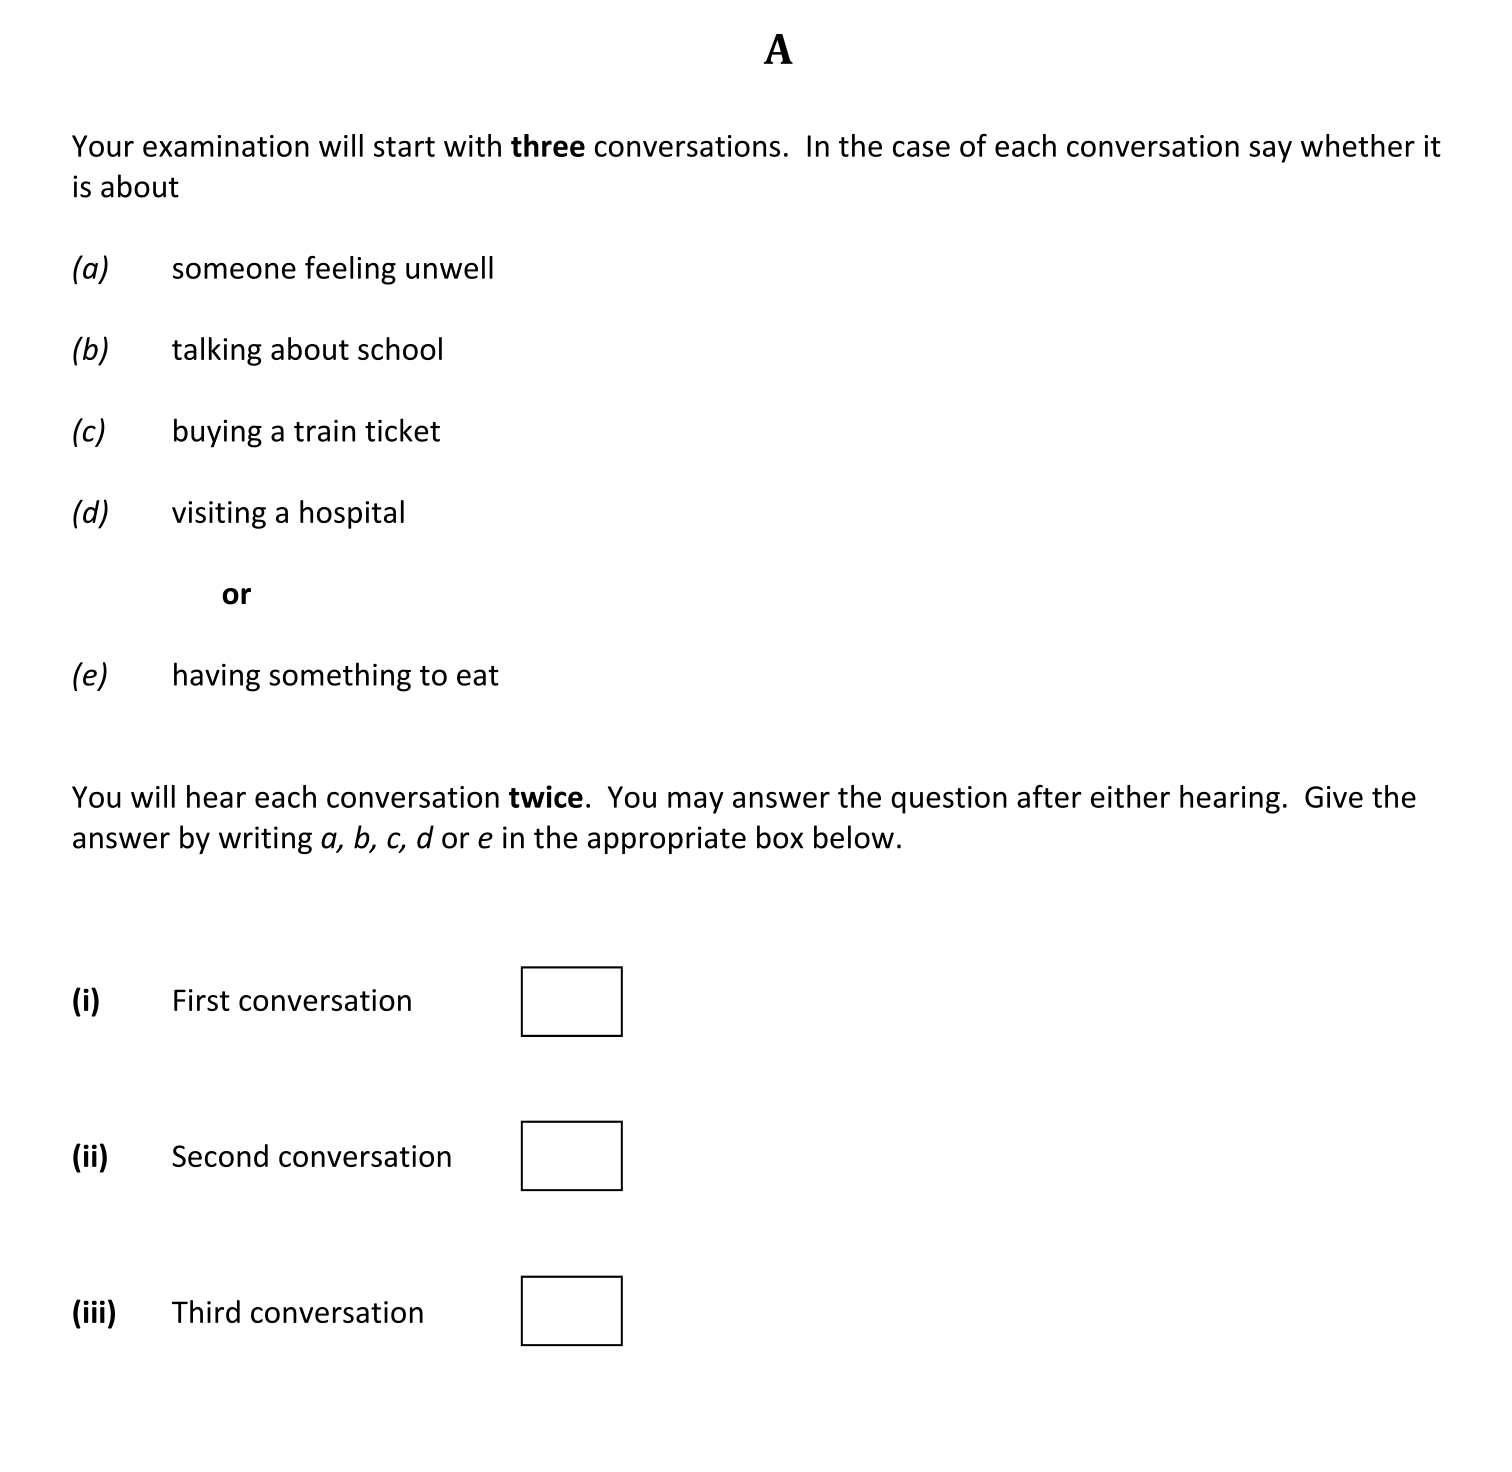 A
Your examination will start with three conversations.  In the case of each conversation say whether it
is about
(a) someone feeling unwell
(b) talking about school
(c) buying a train ticket
(d) visiting a hospital
or
(e) having something to eat
You will hear each conversation twice.  You may answer the question after either hearing.  Give the
answer by writing a, b, c, d or e in the appropriate box below.
(i) First conversation
(ii) Second conversation
(iii) Third conversation